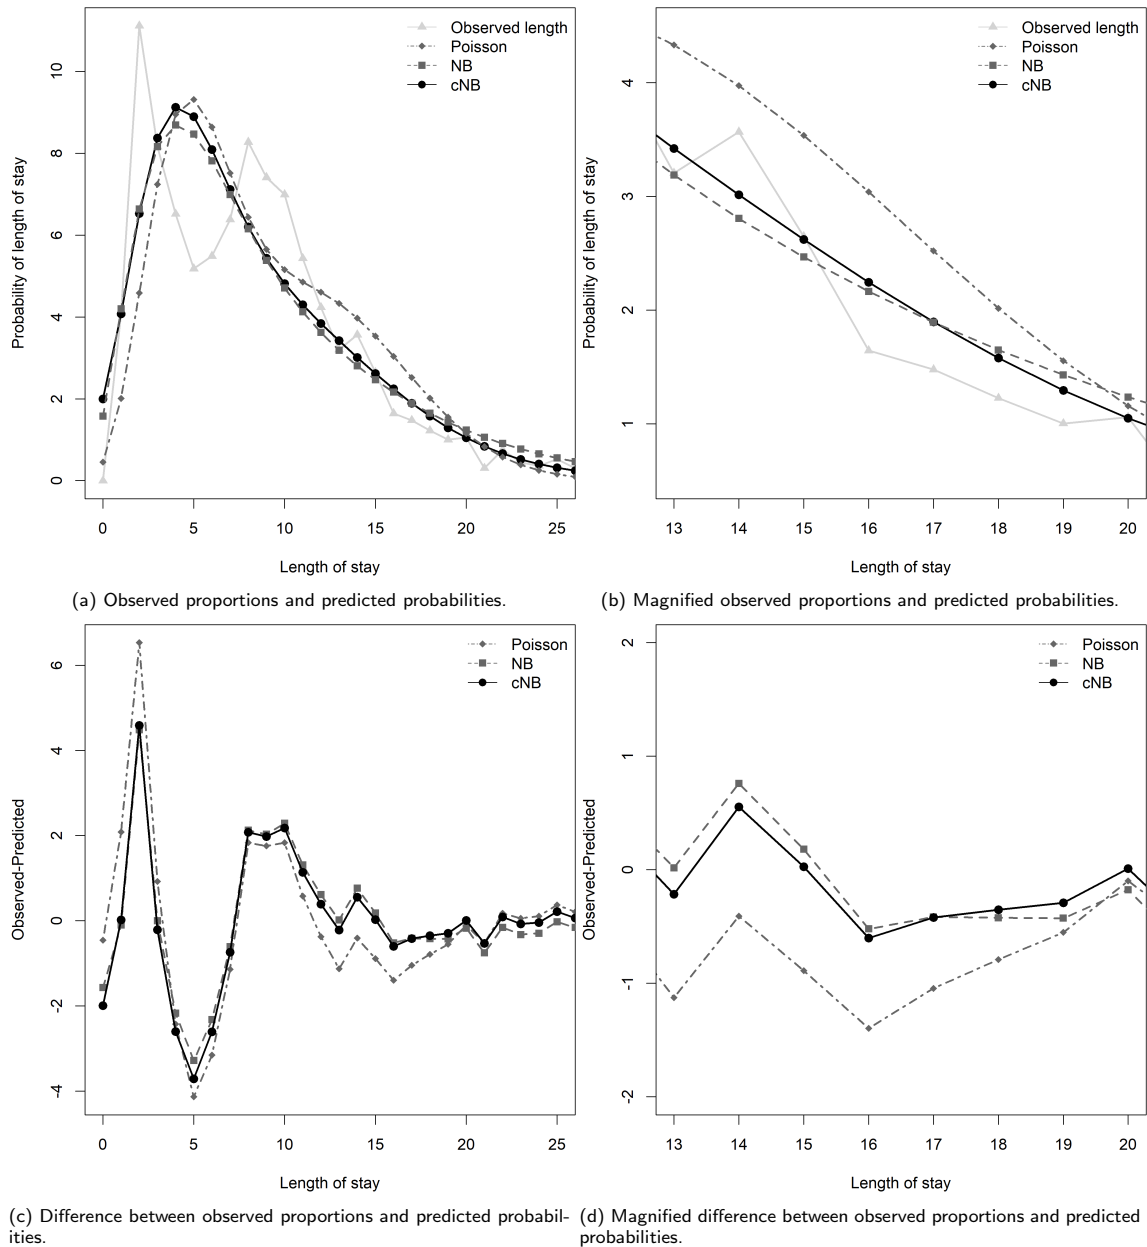 Observed length
Poisson
NB
cNB
Probability of length of stay
0
2
4
6
8
10
0 5 10 15 20 25
Length of stay
(a) Observed proportions and predicted probabilities.
Observed length
Poisson
NB
cNB
Probability of length of stay
1
2
3
4
13 14 15 16 17 18 19 20
Length of stay
(b) Magnified observed proportions and predicted probabilities.
Poisson
NB
cNB
Observed-Predicted
-4
-2
0
2
4
6
0 5 10 15 20 25
Length of stay
(c) Difference between observed proportions and predicted probabil-
ities.
Poisson
NB
cNB
Observed-Predicted
-2
-1
0
1
2
13 14 15 16 17 18 19 20
Length of stay
(d) Magnified difference between observed proportions and predicted
probabilities.